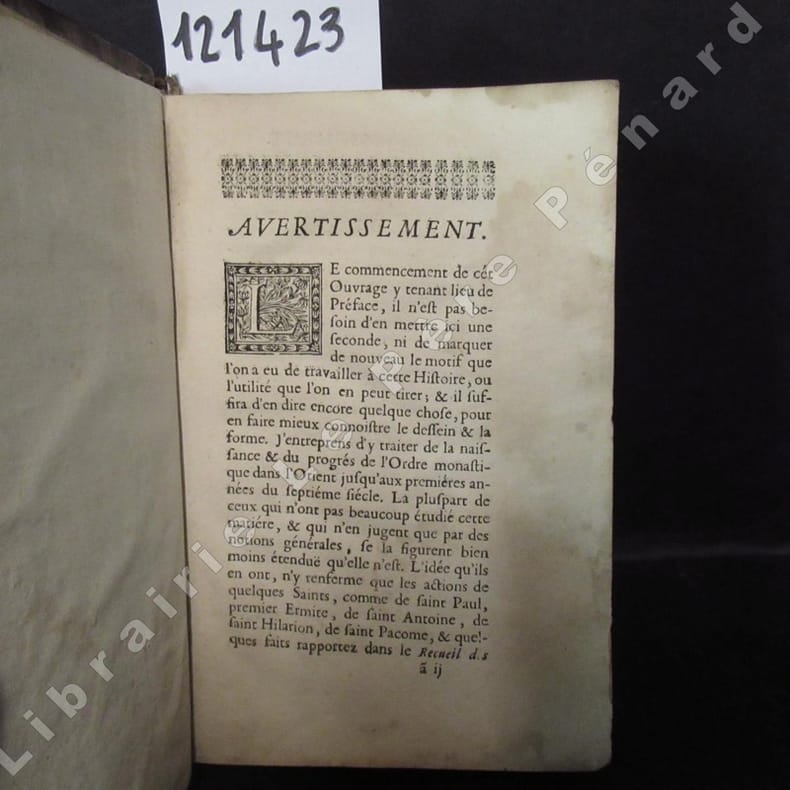 121423
AVERTISSEMENT.
LE commencement de cét
Ouvrage y tenant lieu de
Préface, il n'est pas be-
soin d'en mettre ici une
seconde, ni de marquer
de nouveau le motif que
l'on a eu de travailler à cette Histoire, ou
l'utilité que l'on en peut tirer; & il suf-
fira d'en dire encore quelque chose, pour
en faire mieux connoistre le dessein & la
forme. J'entreprens d'y traiter de la nais-
sance & du progrés de l'Ordre monasti-
que dans l'Orient jusqu'aux premiéres an-
nées du septiéme siécle. La pluspart de
ceux qui n'ont pas beaucoup étudié cette
matiére, & qui n'en jugent que par des
notions générales, se la figurent bien
moins étenduë qu'elle n'est. L'idée qu'ils
en ont, n'y renferme que les actions de
quelques Saints, comme de saint Paul,
premier Ermite, de saint Antoine, de
saint Hilarion, de saint Pacome, & quel-
ques faits rapportez dans le Recueil d.s
ã ij
Librairie Le Père Pénard